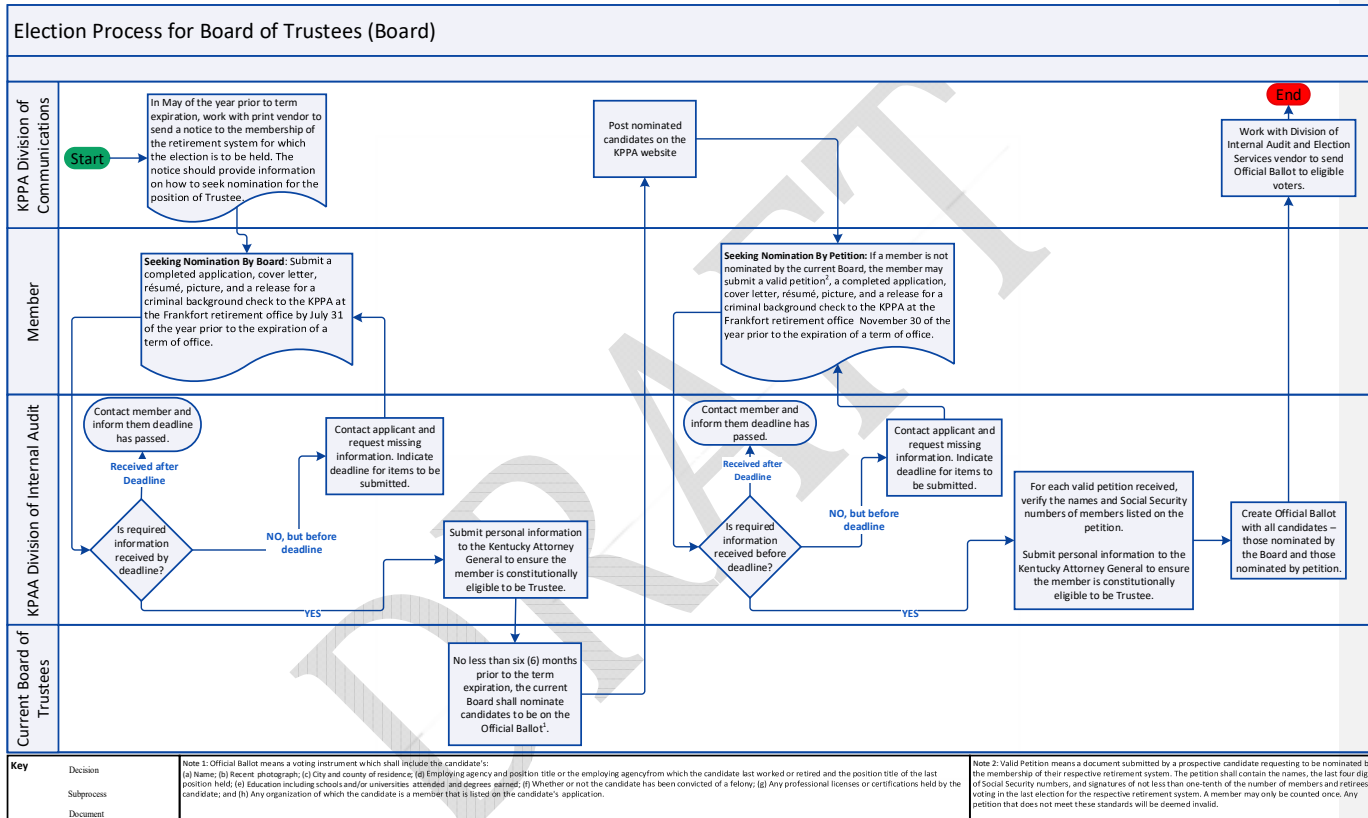 Election Process for Board of Trustees (Board)
KPPA Division of
Communications
Start
In May of the year prior to term
expiration, work with print vendor to
send a notice to the membership of
the retirement system for which
the election is to be held. The
notice should provide information
on how to seek nomination for the
position of Trustee.
Post nominated
candidates on the
KPPA website
End
Work with Division of
Internal Audit and Election
Services vendor to send
Official Ballot to eligible
voters.
Member
Seeking Nomination By Board: Submit a
completed application, cover letter,
résumé, picture, and a release for a
criminal background check to the KPPA at
the Frankfort retirement office by July 31
of the year prior to the expiration of a
term of office.
Seeking Nomination By Petition: If a member is not
nominated by the current Board, the member may
submit a valid petition², a completed application,
cover letter, résumé, picture, and a release for a
criminal background check to the KPPA at the
Frankfort retirement office November 30 of the
year prior to the expiration of a term of office.
KPAA Division of Internal Audit
Contact member and
inform them deadline
has passed.
Received after
Deadline
Is required
information
received by
deadline?
NO, but before
deadline
YES
Contact applicant and
request missing
information. Indicate
deadline for items to be
submitted.
Submit personal information
to the Kentucky Attorney
General to ensure the
member is constitutionally
eligible to be Trustee.
Contact member and
inform them deadline has
passed.
Received after
Deadline
Is required
information
received before
deadline?
NO, but before
deadline
YES
Contact applicant and
request missing
information. Indicate
deadline for items to
be submitted.
For each valid petition received,
verify the names and Social Security
numbers of members listed on the
petition.
Submit personal information to the
Kentucky Attorney General to ensure
the member is constitutionally
eligible to be Trustee.
Create Official Ballot
with all candidates –
those nominated by
the Board and those
nominated by petition.
Current Board of
Trustees
No less than six (6) months
prior to the term
expiration, the current
Board shall nominate
candidates to be on the
Official Ballot¹.
DRAFT
Key
Decision
Subprocess
Document
Note 1: Official Ballot means a voting instrument which shall include the candidate's:
(a) Name; (b) Recent photograph; (c) City and county of residence; (d) Employing agency and position title or the employing agencyfrom which the candidate last worked or retired and the position title of the last
position held; (e) Education including schools and/or universities attended and degrees earned; (f) Whether or not the candidate has been convicted of a felony; (g) Any professional licenses or certifications held by the
candidate; and (h) Any organization of which the candidate is a member that is listed on the candidate's application.
Note 2: Valid Petition means a document submitted by a prospective candidate requesting to be nominated
the membership of their respective retirement system. The petition shall contain the names, the last four
of Social Security numbers, and signatures of not less than one-tenth of the number of members and retirees
voting in the last election for the respective retirement system. A member may only be counted once. Any
petition that does not meet these standards will be deemed invalid.